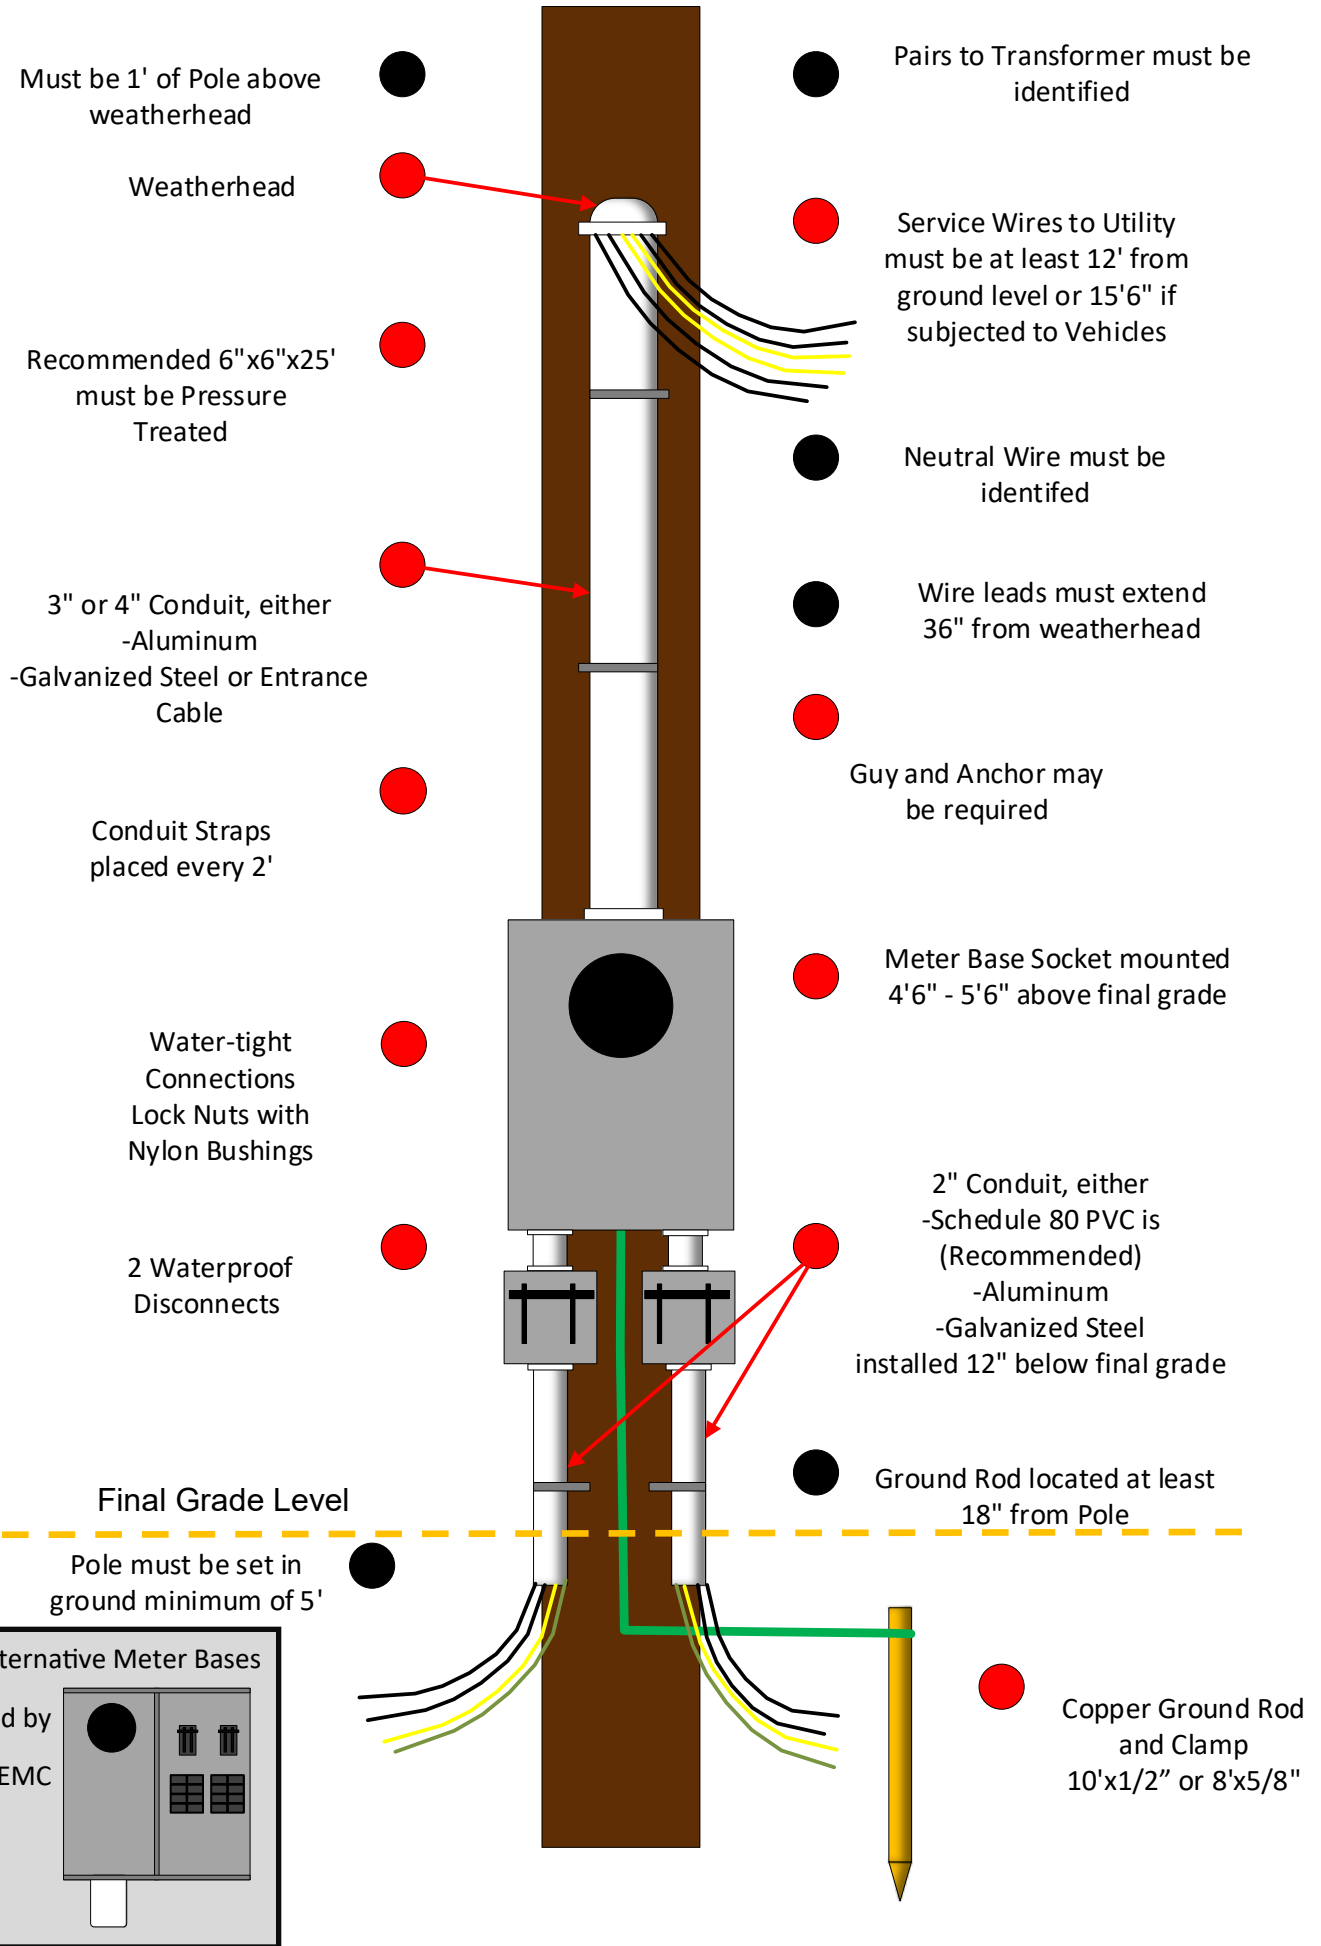 Must be 1' of Pole above
weatherhead
Weatherhead
Recommended 6"x6"x25'
must be Pressure
Treated
3" or 4" Conduit, either
-Aluminum
-Galvanized Steel or Entrance
Cable
Conduit Straps
placed every 2'
Water-tight
Connections
Lock Nuts with
Nylon Bushings
2 Waterproof
Disconnects
Final Grade Level
Pole must be set in
ground minimum of 5'
Pairs to Transformer must be
identified
Service Wires to Utility
must be at least 12' from
ground level or 15'6" if
subjected to Vehicles
Neutral Wire must be
identifed
Wire leads must extend
36" from weatherhead
Guy and Anchor may
be required
Meter Base Socket mounted
4'6" - 5'6" above final grade
2" Conduit, either
-Schedule 80 PVC is
(Recommended)
-Aluminum
-Galvanized Steel
installed 12" below final grade
Ground Rod located at least
18" from Pole
Copper Ground Rod
and Clamp
10'x1/2” or 8'x5/8"
Meter Bases
by
EMC